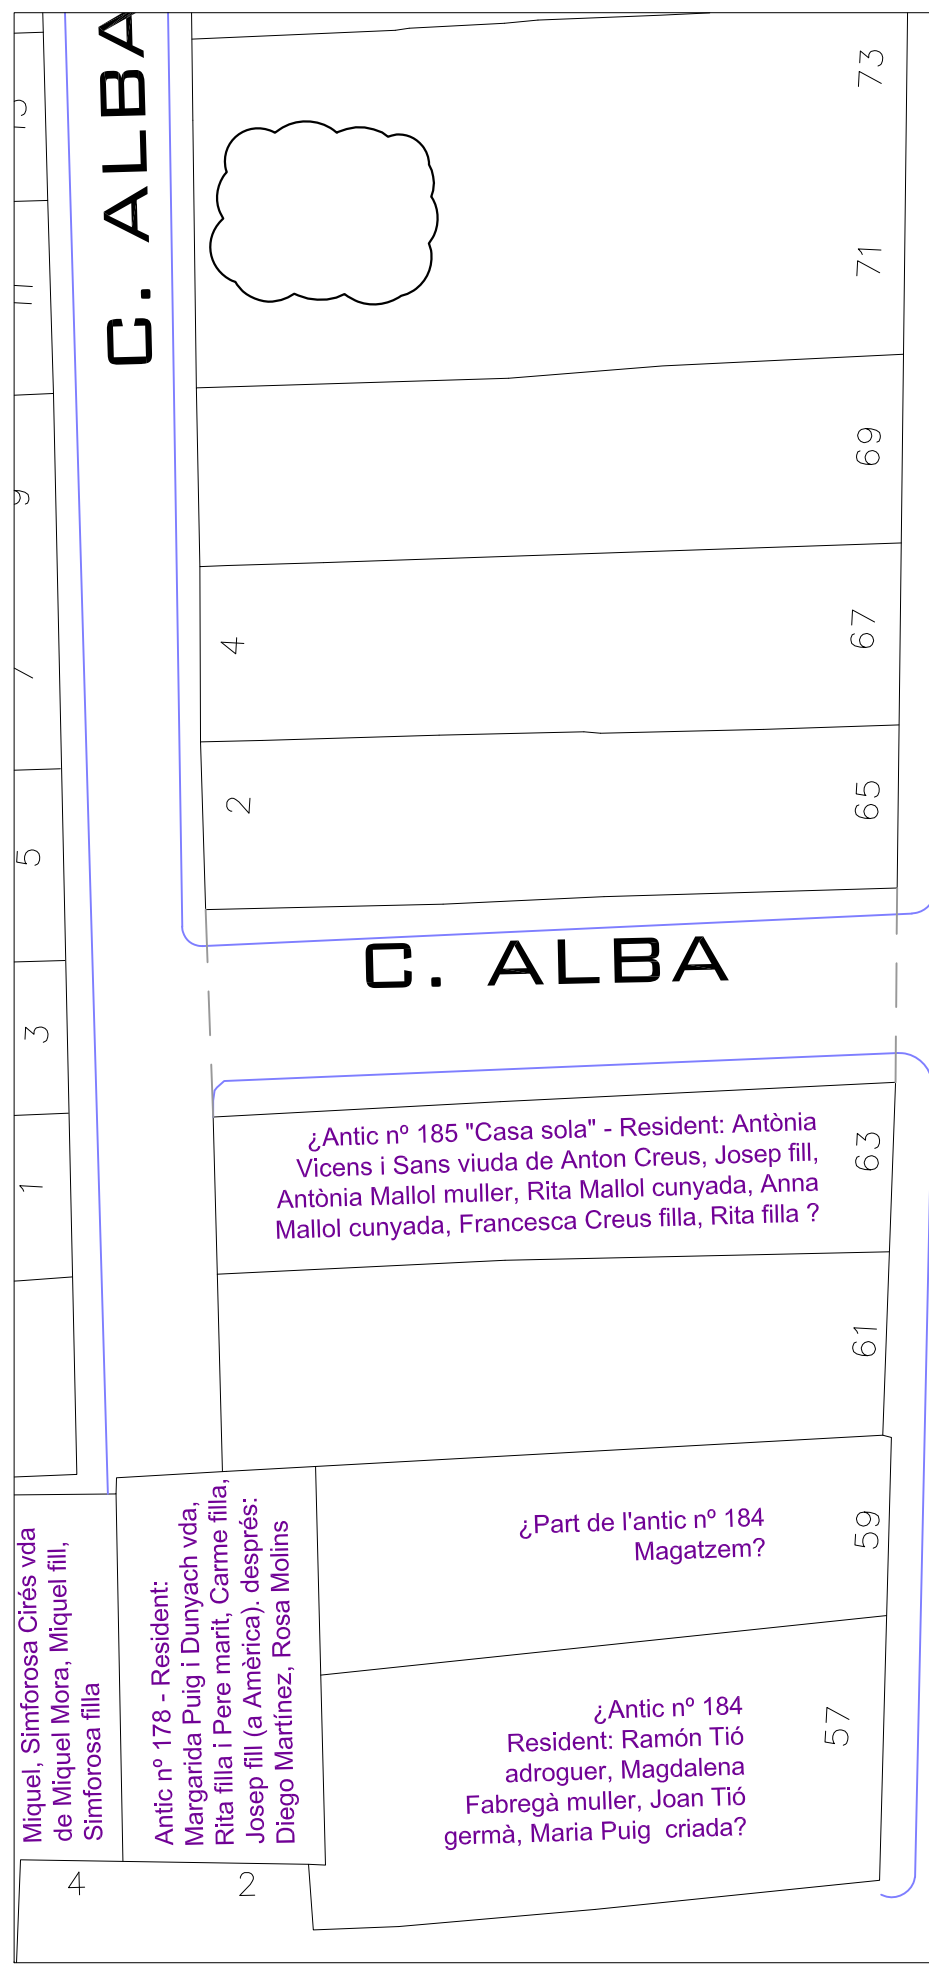 C. ALBA
73
71
69
67
65
4
2
9
7
5
3
1
C. ALBA
¿Antic nº 185 "Casa sola" - Resident: Antònia
Vicens i Sans viuda de Anton Creus, Josep fill,
Antònia Mallol muller, Rita Mallol cunyada, Anna
Mallol cunyada, Francesca Creus filla, Rita filla ?
63
61
¿Part de l'antic nº 184
Magatzem?
59
¿Antic nº 184
Resident: Ramón Tió
adroguer, Magdalena
Fabregà muller, Joan Tió
germà, Maria Puig criada?
57
Miquel, Simforosa Cirés vda
de Miquel Mora, Miquel fill,
Simforosa filla
Antic nº 178 - Resident:
Margarida Puig i Dunyach vda,
Rita filla i Pere marit, Carme filla,
Josep fill (a Amèrica). després:
Diego Martínez, Rosa Molins
4
2